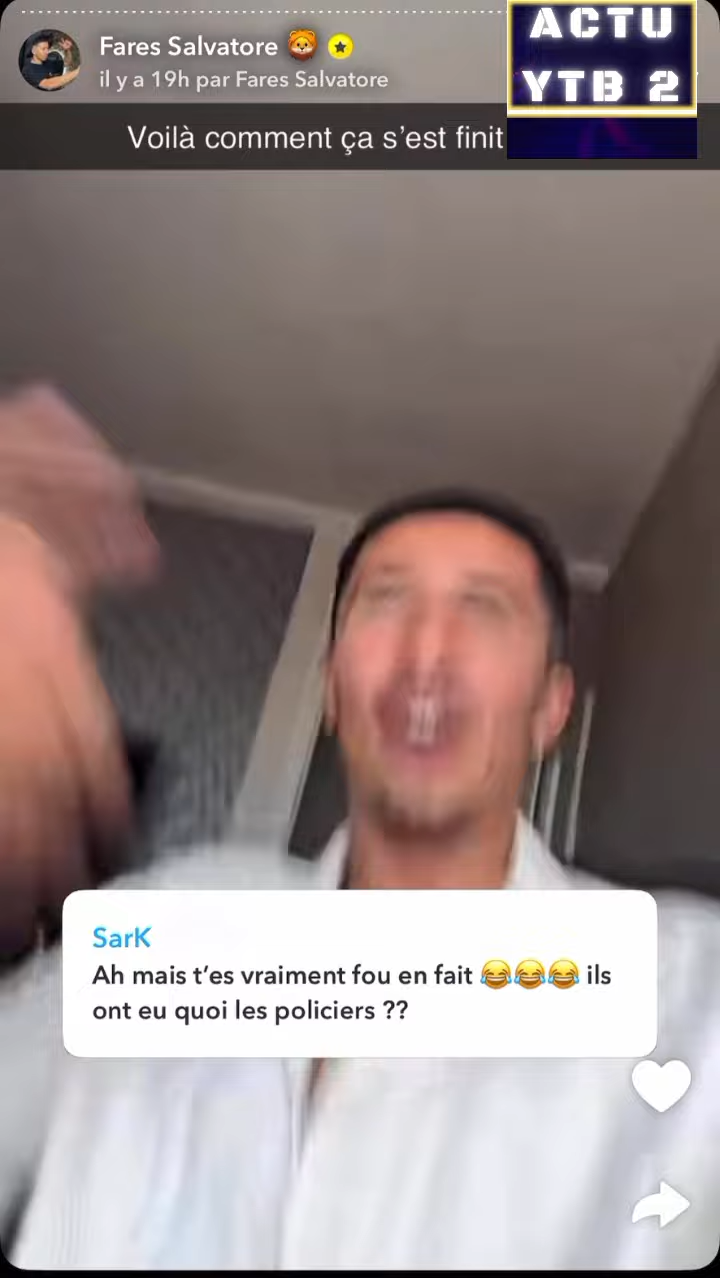 ACTU
YTB 2
Fares Salvatore
il y a 19h par Fares Salvatore
Voilà comment ça s’est finit
SarK
Ah mais t’es vraiment fou en fait 😂😂😂 ils
ont eu quoi les policiers ??